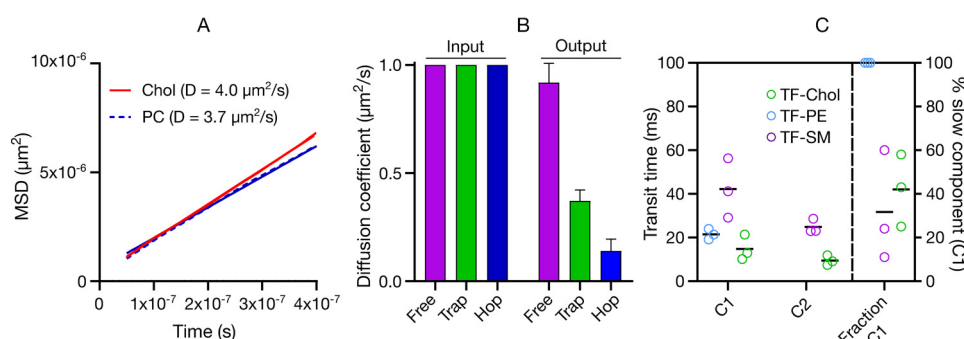 A
10x10⁻⁶
5x10⁻⁶
0
MSD (μm²)
Chol (D = 4.0 μm²/s)
PC (D = 3.7 μm²/s)
0
1x10⁻⁷
2x10⁻⁷
3x10⁻⁷
4x10⁻⁷
Time (s)
B
Input
Output
Diffusion coefficient (μm²/s)
1.0
0.5
0.0
Free
Trap
Hop
Free
Trap
Hop
C
Transit time (ms)
100
80
60
40
20
0
TF-Chol
TF-PE
TF-SM
100
80
60
40
20
0
% slow component (C1)
C1
C2
Fraction
C1